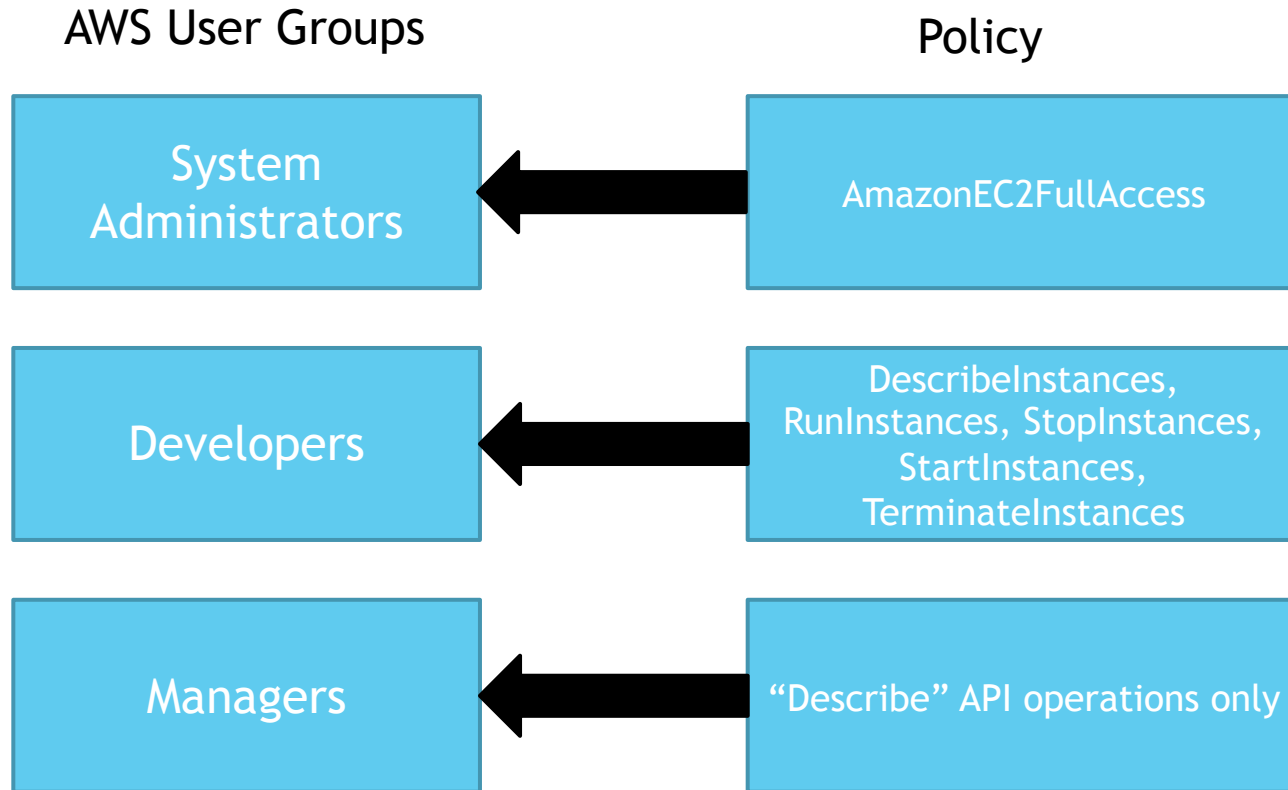 AWS User Groups
Policy
System
Administrators
AmazonEC2FullAccess
Developers
DescribeInstances,
RunInstances, StopInstances,
StartInstances,
TerminateInstances
Managers
“Describe” API operations only